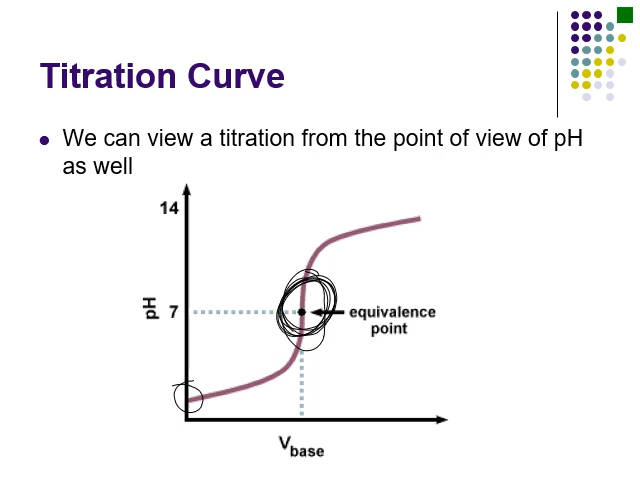 Titration Curve
We can view a titration from the point of view of pH
as well
14
pH
7
equivalence
point
Vbase